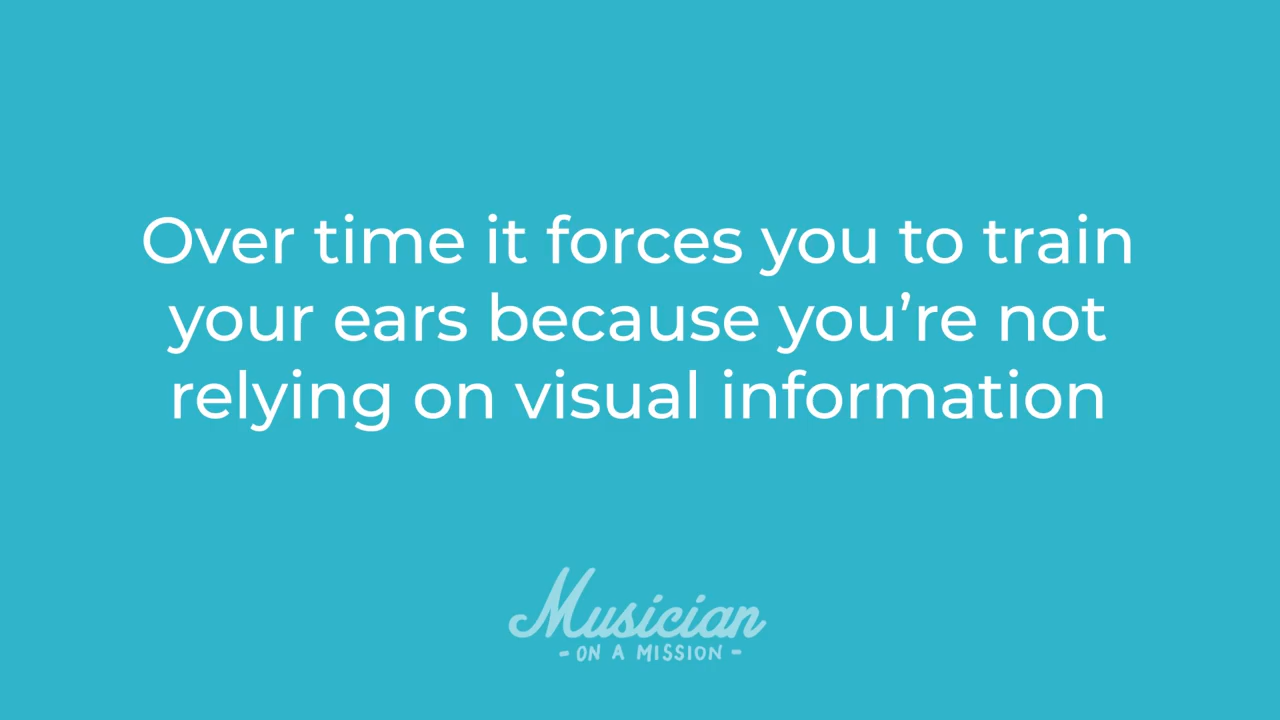 Over time it forces you to train
your ears because you’re not
relying on visual information
Musician
- ON A MISSION -